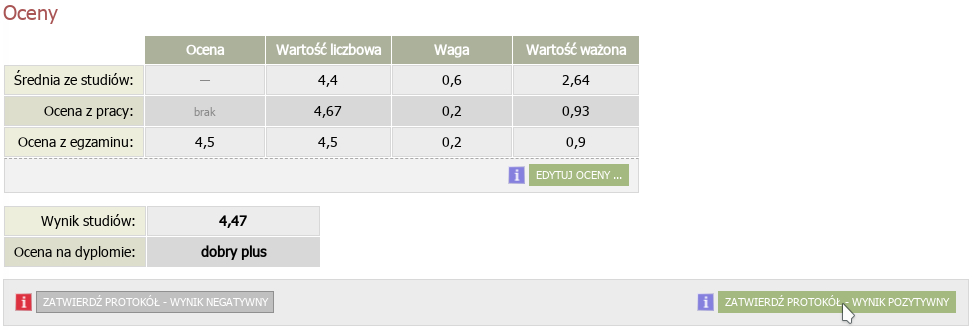 Oceny
Ocena Wartość liczbowa Waga Wartość ważona
Średnia ze studiów: — 4,4 0,6 2,64
Ocena z pracy: brak 4,67 0,2 0,93
Ocena z egzaminu: 4,5 4,5 0,2 0,9
i EDYTUJ OCENY ...
Wynik studiów: 4,47
Ocena na dyplomie: dobry plus
i ZATWIERDŹ PROTOKÓŁ - WYNIK NEGATYWNY i ZATWIERDŹ PROTOKÓŁ - WYNIK POZYTYWNY